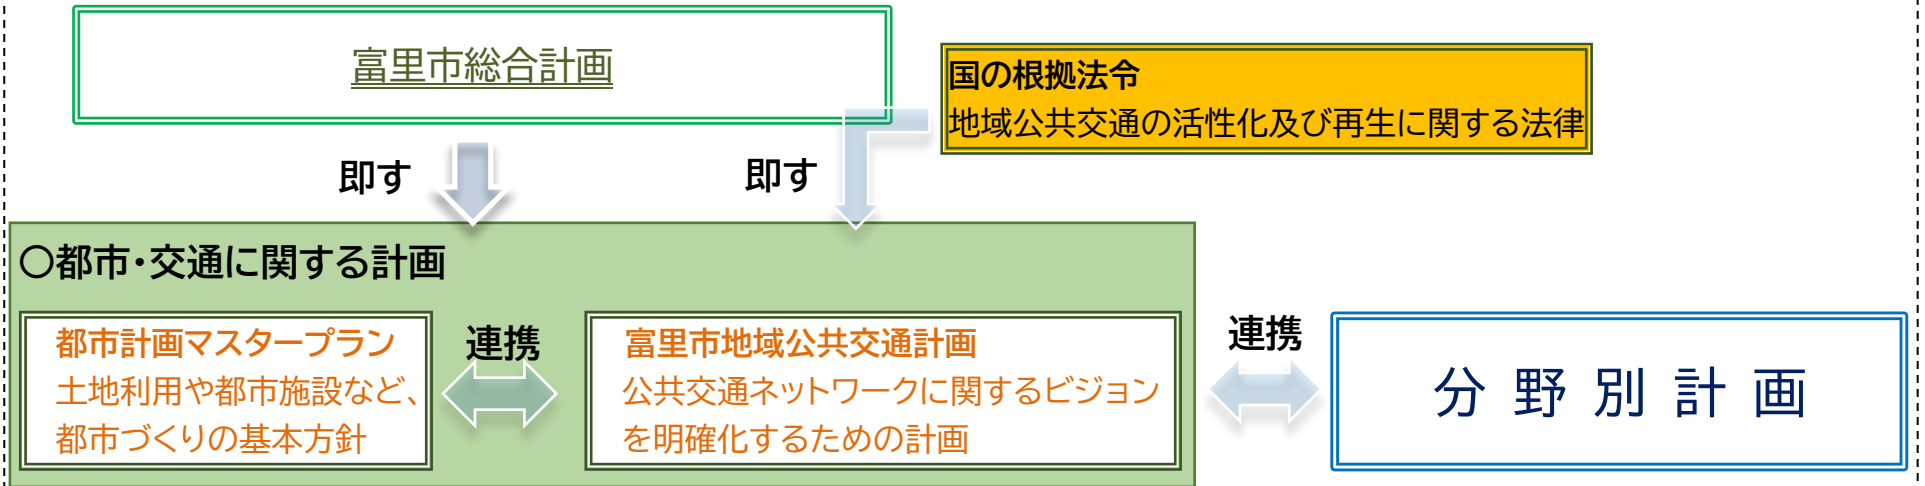 富里市総合計画
国の根拠法令
地域公共交通の活性化及び再生に関する法律
即す
即す
〇都市・交通に関する計画
都市計画マスタープラン
土地利用や都市施設など、
都市づくりの基本方針
連携
富里市地域公共交通計画
公共交通ネットワークに関するビジョン
を明確化するための計画
連携
分野別計画